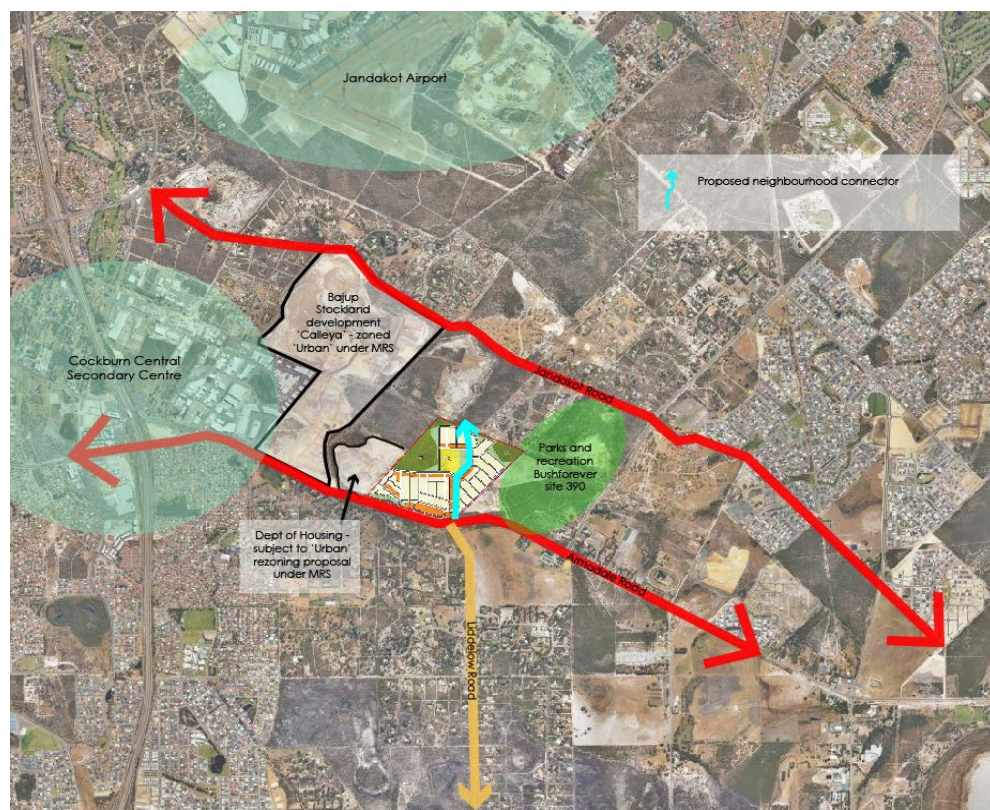 Jandakot Airport
Proposed neighbourhood connector
Bajup
Stockland
development
'Calleya' - zoned
'Urban' under MRS
Cockburn Central
Secondary Centre
Jandakot Road
Parks and
recreation
Bushforever
site 390
Dept of Housing -
subject to 'Urban'
rezoning proposal
under MRS
Armadale Road
Liddelow Road